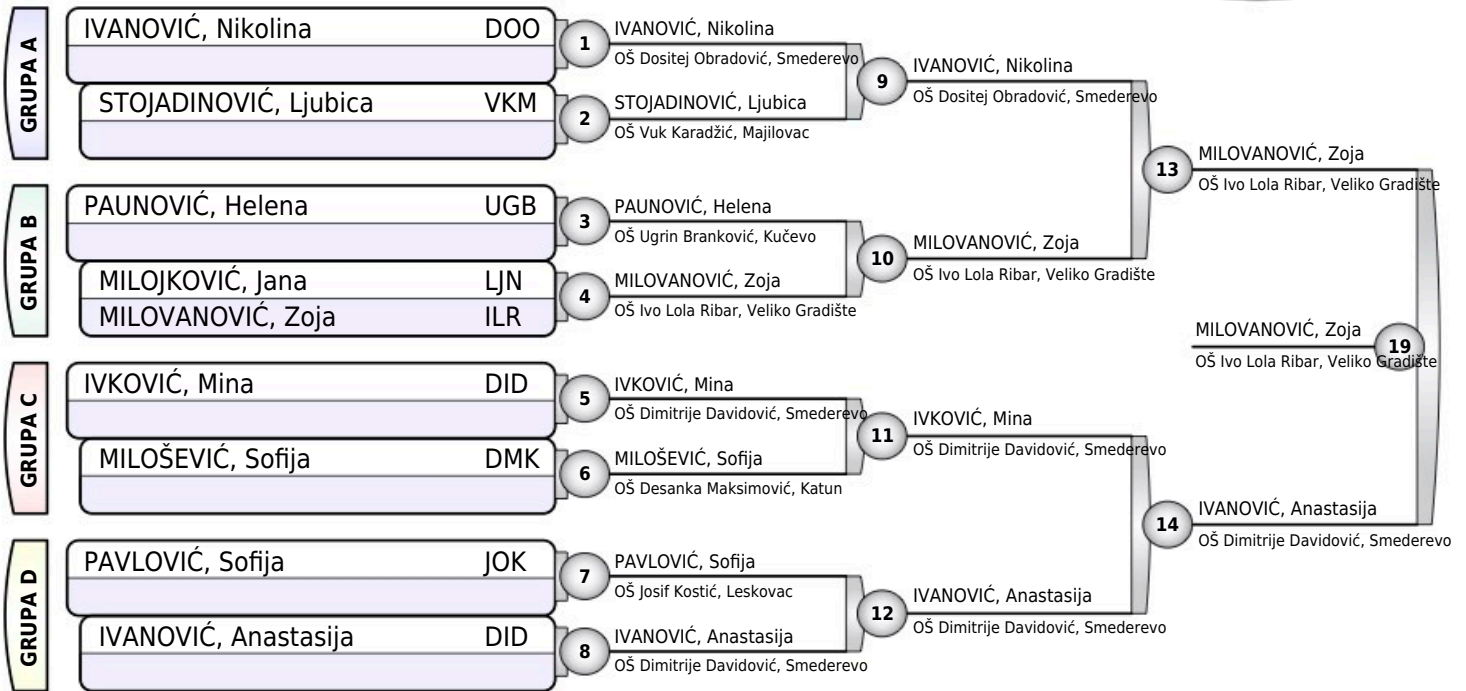 GRUPA A
IVANOVIĆ, Nikolina DOO
STOJADINOVIĆ, Ljubica VKM
GRUPA B
PAUNOVIĆ, Helena UGB
MILOJKOVIĆ, Jana LJN
MILOVANOVIĆ, Zoja ILR
GRUPA C
IVKOVIĆ, Mina DID
MILOŠEVIĆ, Sofija DMK
GRUPA D
PAVLOVIĆ, Sofija JOK
IVANOVIĆ, Anastasija DID
1
IVANOVIĆ, Nikolina
OŠ Dositej Obradović, Smederevo
2
STOJADINOVIĆ, Ljubica
OŠ Vuk Karadžić, Majilovac
3
PAUNOVIĆ, Helena
OŠ Ugrin Branković, Kučevo
4
MILOVANOVIĆ, Zoja
OŠ Ivo Lola Ribar, Veliko Gradište
5
IVKOVIĆ, Mina
OŠ Dimitrije Davidović, Smederevo
6
MILOŠEVIĆ, Sofija
OŠ Desanka Maksimović, Katun
7
PAVLOVIĆ, Sofija
OŠ Josif Kostić, Leskovac
8
IVANOVIĆ, Anastasija
OŠ Dimitrije Davidović, Smederevo
9
IVANOVIĆ, Nikolina
OŠ Dositej Obradović, Smederevo
10
MILOVANOVIĆ, Zoja
OŠ Ivo Lola Ribar, Veliko Gradište
11
IVKOVIĆ, Mina
OŠ Dimitrije Davidović, Smederevo
12
IVANOVIĆ, Anastasija
OŠ Dimitrije Davidović, Smederevo
13
MILOVANOVIĆ, Zoja
OŠ Ivo Lola Ribar, Veliko Gradište
14
IVANOVIĆ, Anastasija
OŠ Dimitrije Davidović, Smederevo
MILOVANOVIĆ, Zoja
19
OŠ Ivo Lola Ribar, Veliko Gradište